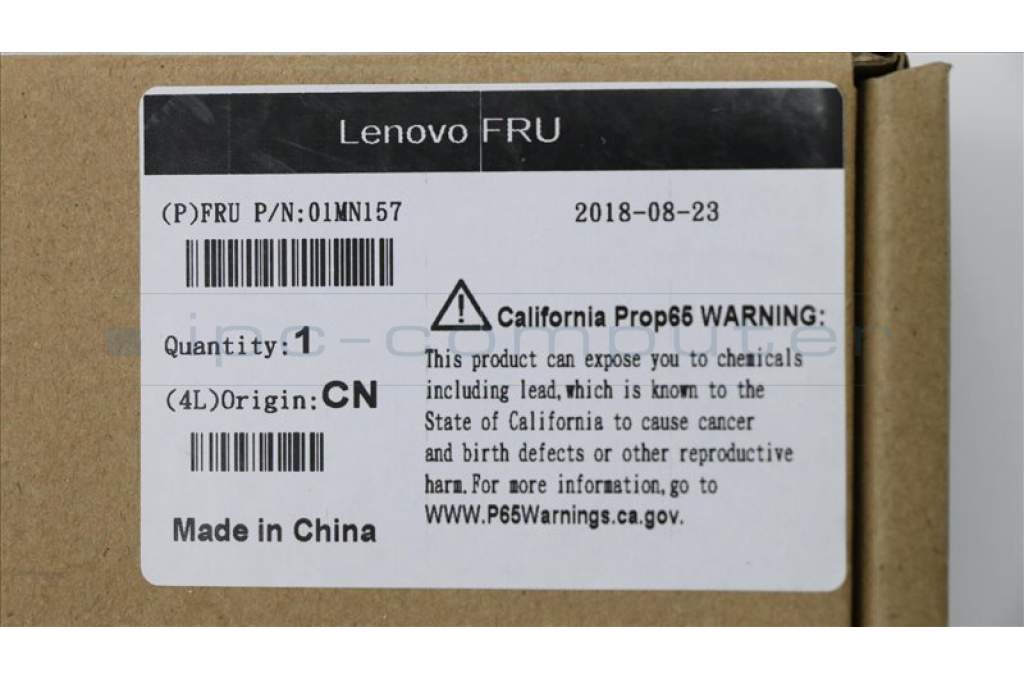 Lenovo FRU
(P)FRU P/N:01MN157
2018-08-23
California Prop65 WARNING:
ipc-computer
Quantity:1
This product can expose you to chemicals
including lead,which is known to the
(4L)Origin:CN
State of California to cause cancer
and birth defects or other reproductive
harm.For more information,go to
WWW.P65Warnings.ca.gov.
Made in China